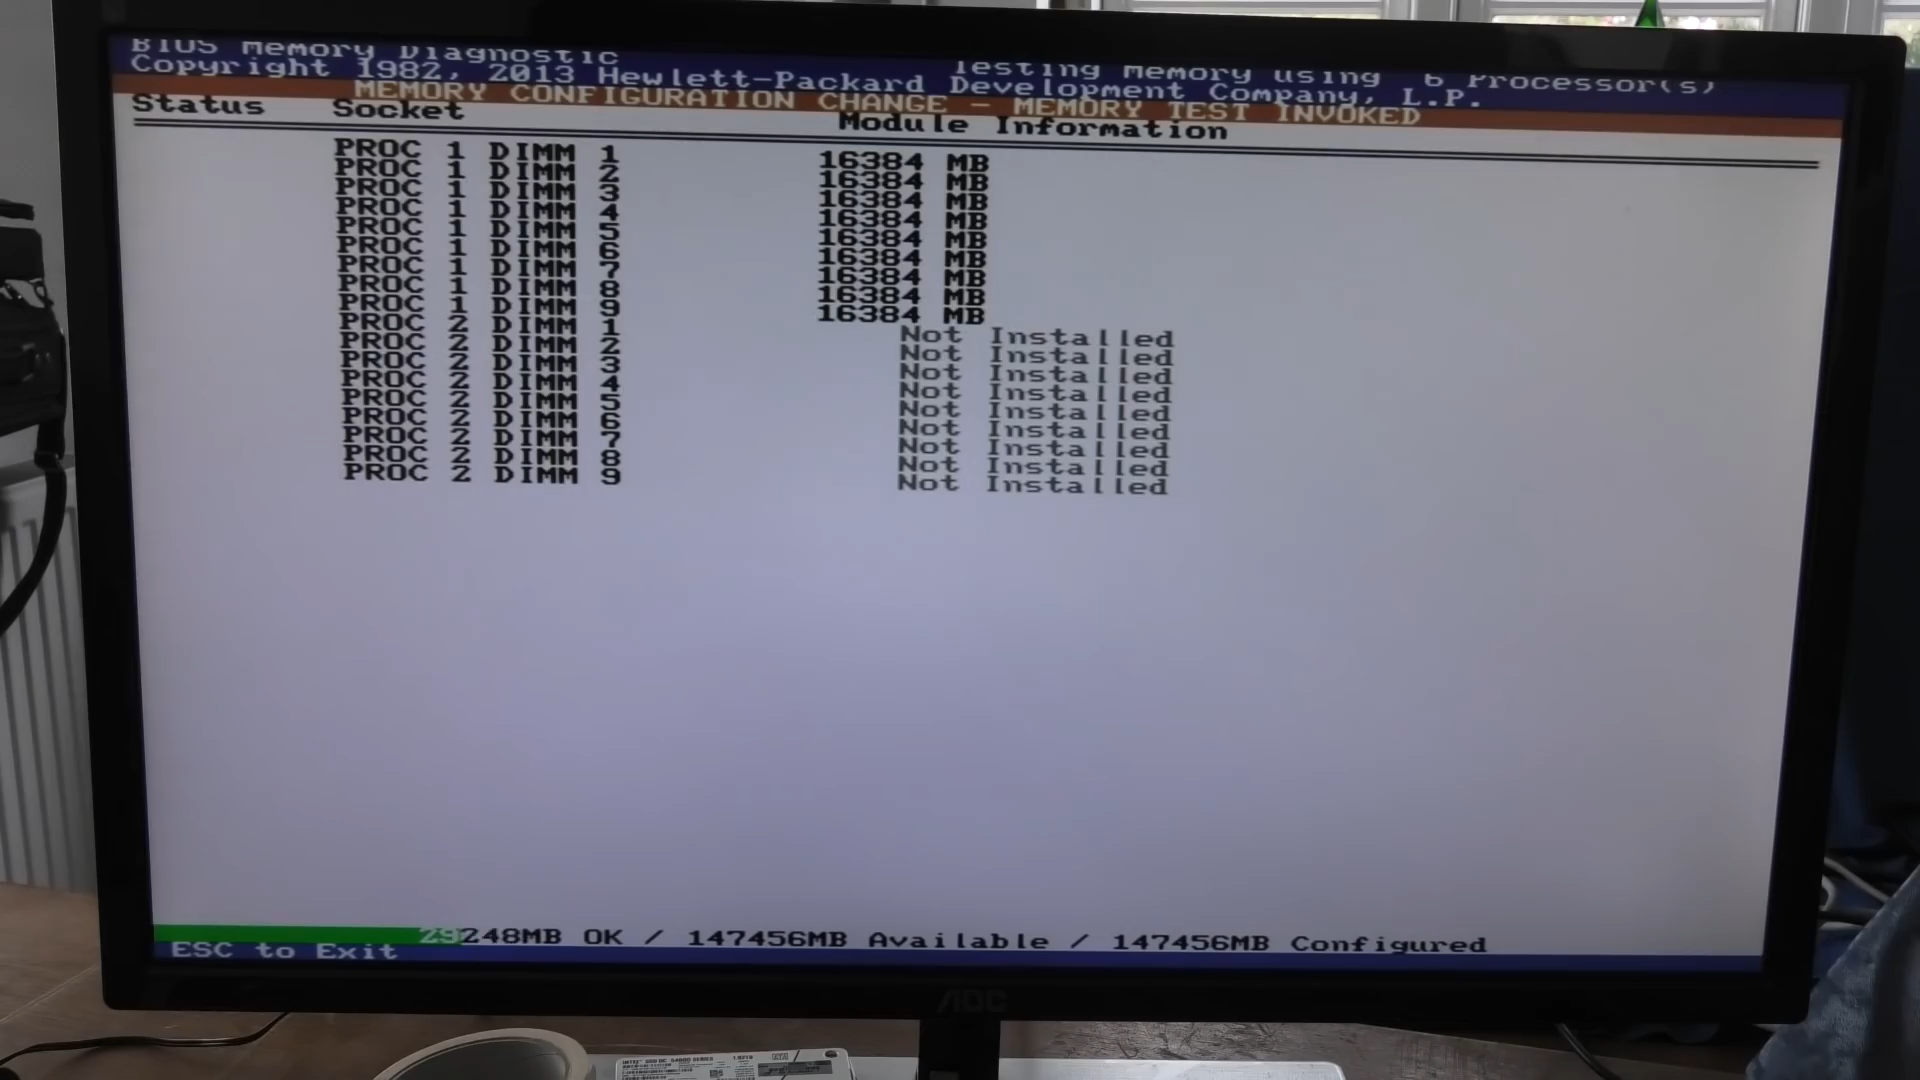 BIOS Memory Diagnostic Testing Memory using 6 Processor(s)
Copyright 1982, 2013 Hewlett-Packard Development Company, L.P.
MEMORY CONFIGURATION CHANGE - MEMORY TEST INVOKED
Status Socket Module Information
PROC 1 DIMM 1 16384 MB
PROC 1 DIMM 2 16384 MB
PROC 1 DIMM 3 16384 MB
PROC 1 DIMM 4 16384 MB
PROC 1 DIMM 5 16384 MB
PROC 1 DIMM 6 16384 MB
PROC 1 DIMM 7 16384 MB
PROC 1 DIMM 8 16384 MB
PROC 1 DIMM 9 16384 MB
PROC 2 DIMM 1 Not Installed
PROC 2 DIMM 2 Not Installed
PROC 2 DIMM 3 Not Installed
PROC 2 DIMM 4 Not Installed
PROC 2 DIMM 5 Not Installed
PROC 2 DIMM 6 Not Installed
PROC 2 DIMM 7 Not Installed
PROC 2 DIMM 8 Not Installed
PROC 2 DIMM 9 Not Installed
29248MB OK / 147456MB Available / 147456MB Configured
ESC to Exit
AOC